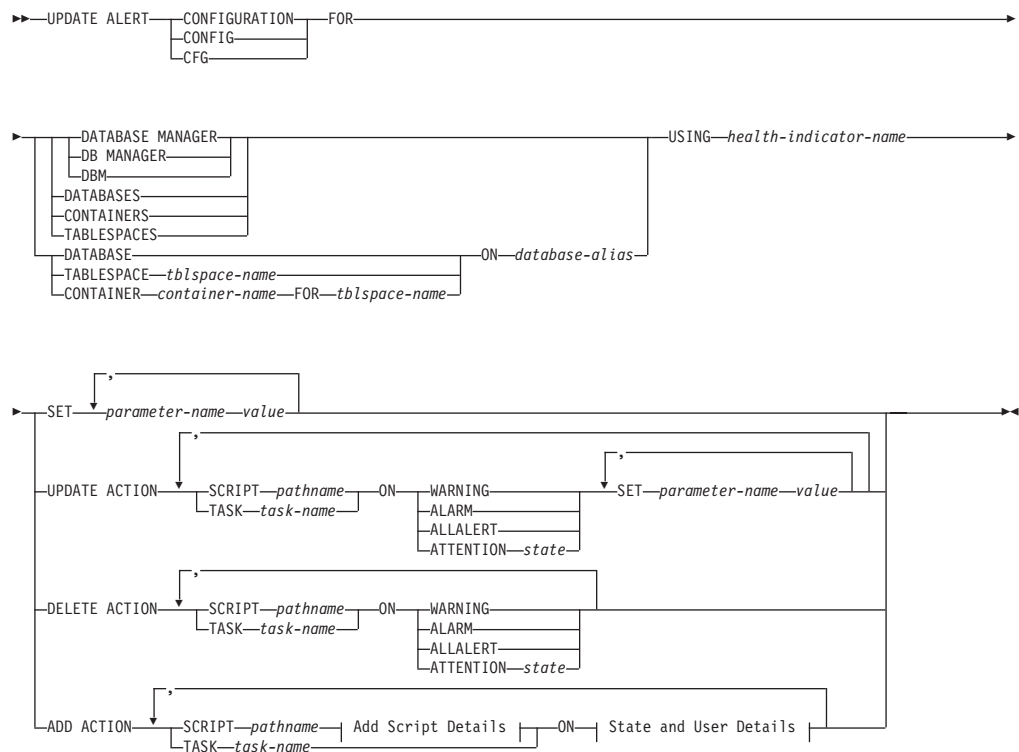 UPDATE ALERT CONFIGURATION FOR
CONFIG
CFG
DATABASE MANAGER USING health-indicator-name
DB MANAGER
DBM
DATABASES
CONTAINERS
TABLESPACES
DATABASE ON database-alias
TABLESPACE tblspace-name
CONTAINER container-name FOR tblspace-name
,
SET parameter-name value
,
,
UPDATE ACTION SCRIPT pathname ON WARNING SET parameter-name value
TASK task-name ALARM
ALLALERT
ATTENTION state
,
DELETE ACTION SCRIPT pathname ON WARNING
TASK task-name ALARM
ALLALERT
ATTENTION state
,
ADD ACTION SCRIPT pathname Add Script Details ON State and User Details
TASK task-name